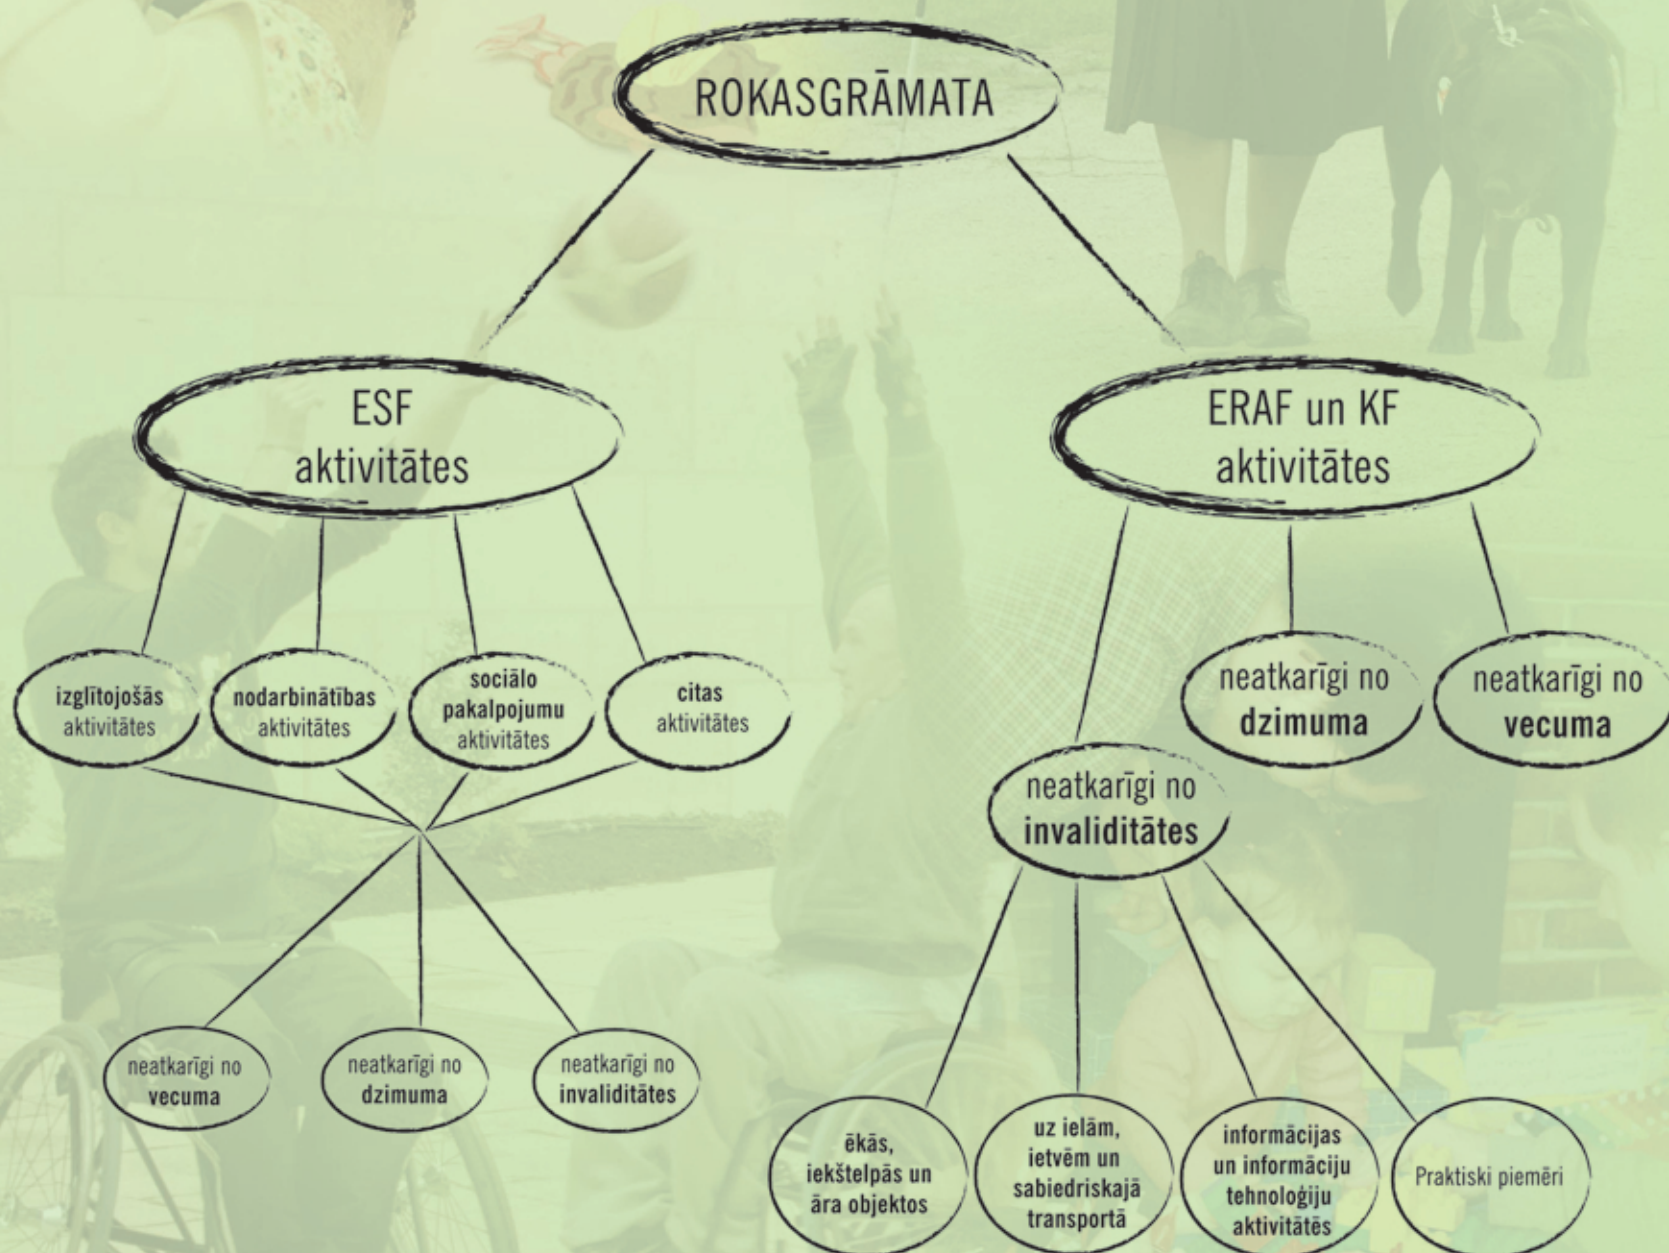 ROKASGRĀMATA
ESF
aktivitātes
ERAF un KF
aktivitātes
izglītojošās
aktivitātes
nodarbinātības
aktivitātes
sociālo
pakalpojumu
aktivitātes
citas
aktivitātes
neatkarīgi no
dzimuma
neatkarīgi no
vecuma
neatkarīgi no
invaliditātes
neatkarīgi no
vecuma
neatkarīgi no
dzimuma
neatkarīgi no
invaliditātes
ēkās,
iekštelpās un
āra objektos
uz ielām,
ietvēm un
sabiedriskajā
transportā
informācijas
un informāciju
tehnoloģiju
aktivitātēs
Praktiski piemēri